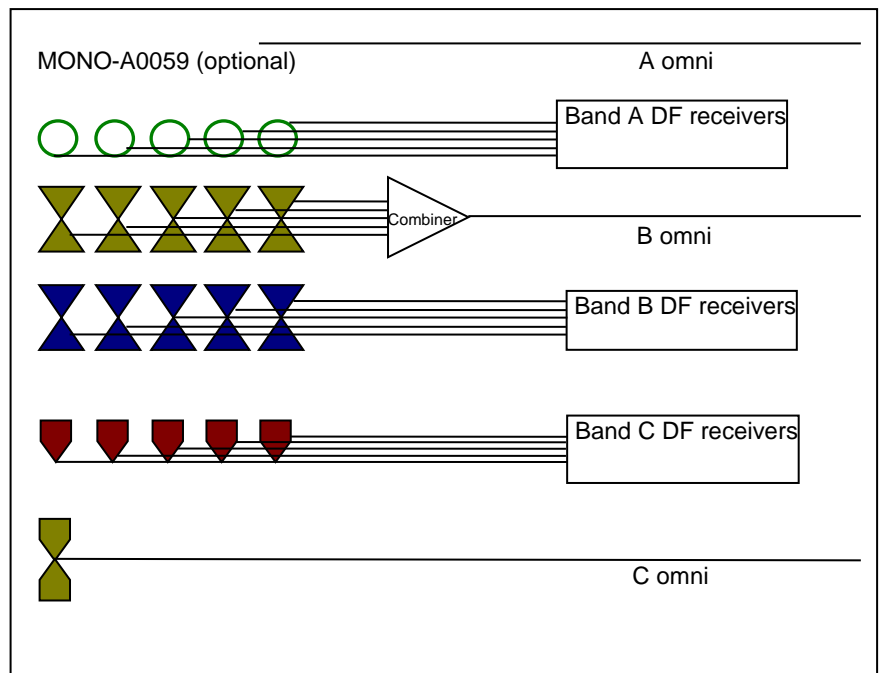 MONO-A0059 (optional)
A omni
Band A DF receivers
Combiner
B omni
Band B DF receivers
Band C DF receivers
C omni